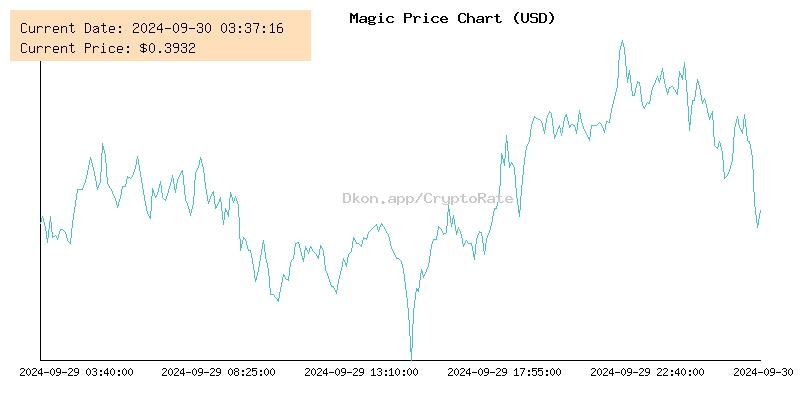 Magic Price Chart (USD)
Current Date: 2024-09-30 03:37:16
Current Price: $0.3932
Dkon.app/CryptoRate
2024-09-29 03:40:00 2024-09-29 08:25:00 2024-09-29 13:10:00 2024-09-29 17:55:00 2024-09-29 22:40:00 2024-09-30